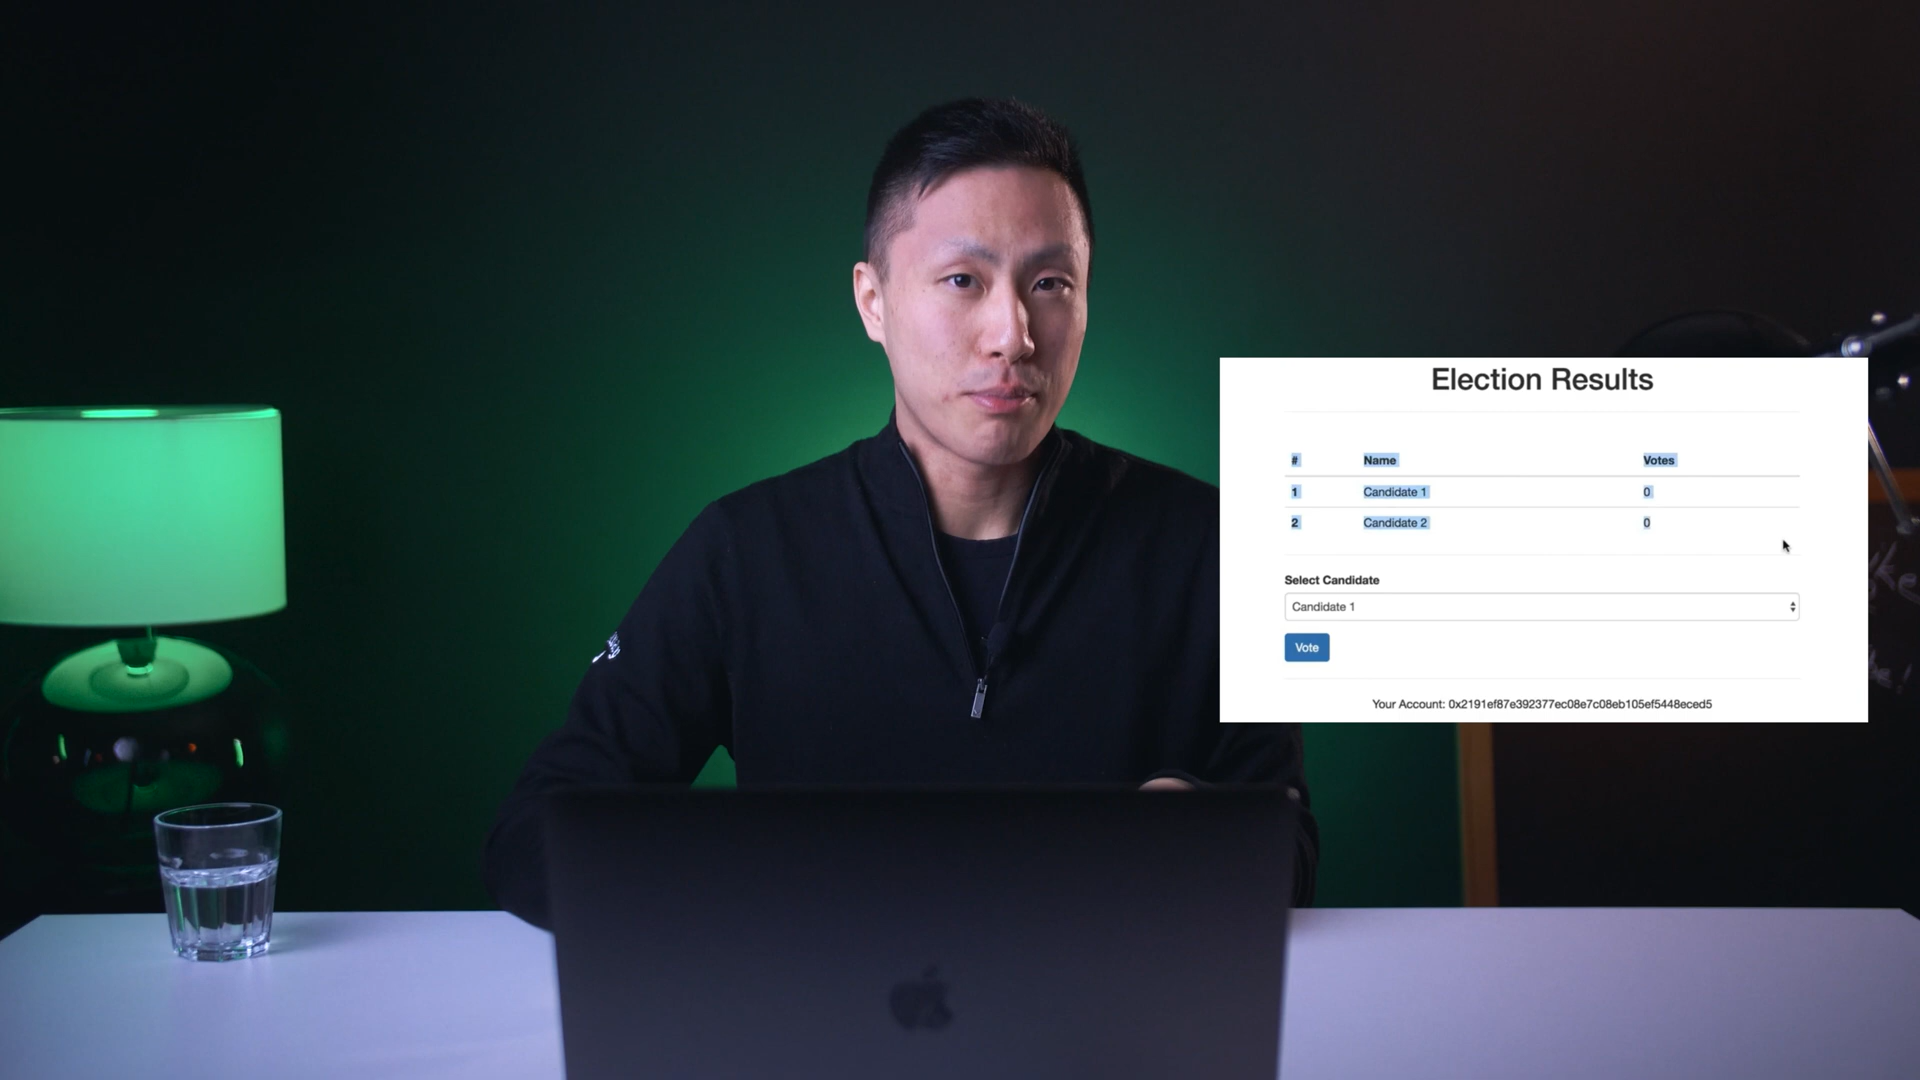 Election Results
# Name Votes
1 Candidate 1 0
2 Candidate 2 0
Select Candidate
Candidate 1
Vote
Your Account: 0x2191ef87e392377ec08e7c08eb105ef5448eced5